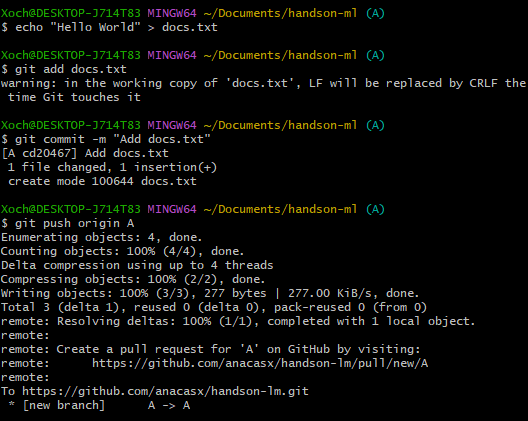 Xoch@DESKTOP-J714T83 MINGW64 ~/Documents/handson-ml (A)
$ echo "Hello World" > docs.txt
Xoch@DESKTOP-J714T83 MINGW64 ~/Documents/handson-ml (A)
$ git add docs.txt
warning: in the working copy of 'docs.txt', LF will be replaced by CRLF the
 time Git touches it
Xoch@DESKTOP-J714T83 MINGW64 ~/Documents/handson-ml (A)
$ git commit -m "Add docs.txt"
[A cd20467] Add docs.txt
 1 file changed, 1 insertion(+)
 create mode 100644 docs.txt
Xoch@DESKTOP-J714T83 MINGW64 ~/Documents/handson-ml (A)
$ git push origin A
Enumerating objects: 4, done.
Counting objects: 100% (4/4), done.
Delta compression using up to 4 threads
Compressing objects: 100% (2/2), done.
Writing objects: 100% (3/3), 277 bytes | 277.00 KiB/s, done.
Total 3 (delta 1), reused 0 (delta 0), pack-reused 0 (from 0)
remote: Resolving deltas: 100% (1/1), completed with 1 local object.
remote:
remote: Create a pull request for 'A' on GitHub by visiting:
remote:      https://github.com/anacasx/handson-lm/pull/new/A
remote:
To https://github.com/anacasx/handson-lm.git
 * [new branch]      A -> A